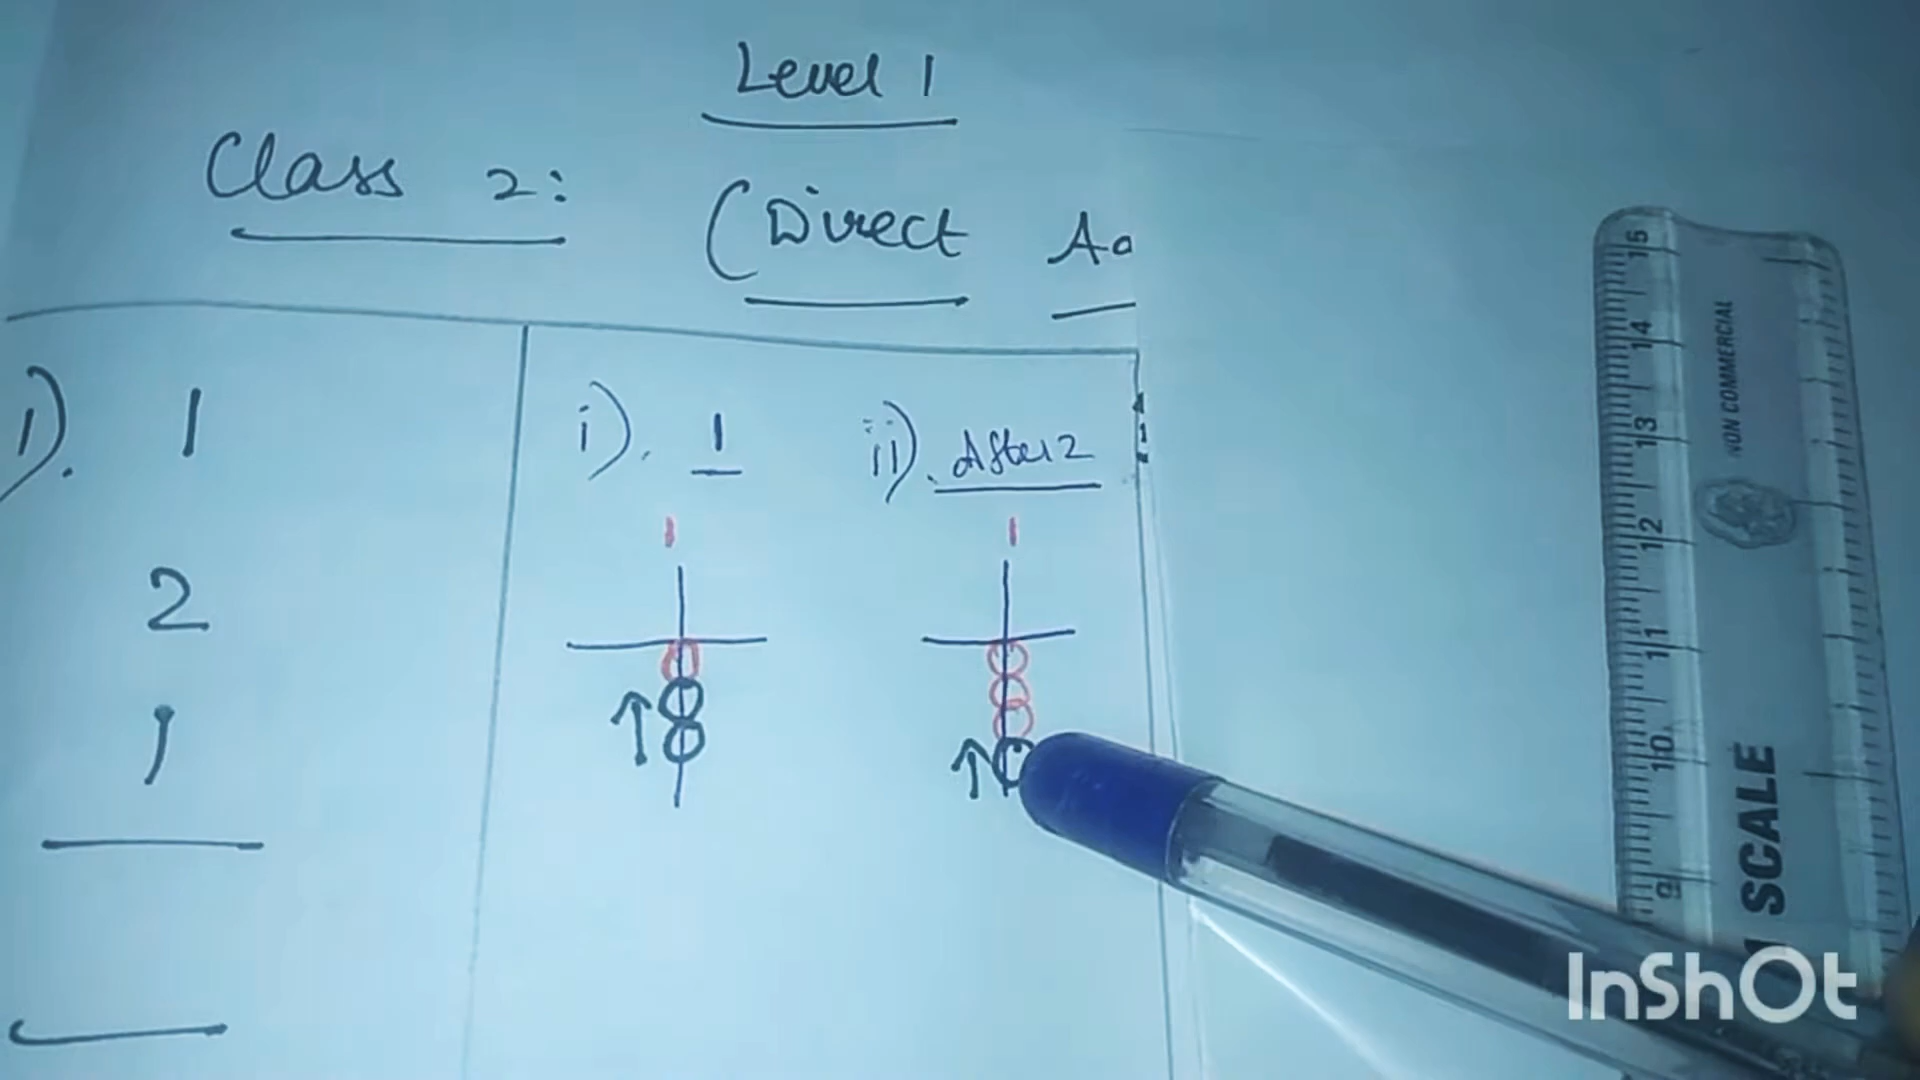 Level 1
Class 2:
(Direct Ad
1). 1
2
1
i). 1
ii). After 2
1
1
15
14
13
12
11
10
9
NON COMMERCIAL
SCALE
InShOt